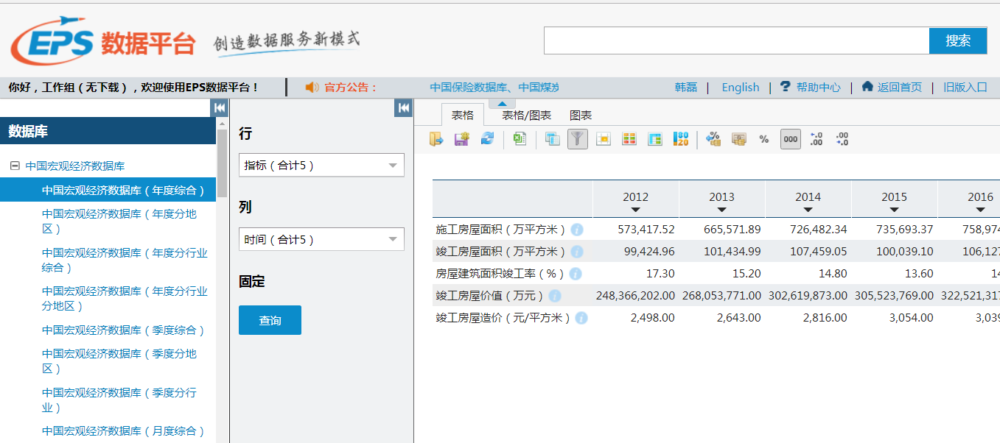 EPS 数据平台 创造数据服务新模式
搜索
你好，工作组（无下载），欢迎使用EPS数据平台！
官方公告：
中国保险数据库、中国煤炭
韩磊 | English | 帮助中心 | 返回首页 | 旧版入口
数据库
中国宏观经济数据库
中国宏观经济数据库（年度综合）
中国宏观经济数据库（年度分地
区）
中国宏观经济数据库（年度分行业
综合）
中国宏观经济数据库（年度分行业
分地区）
中国宏观经济数据库（季度综合）
中国宏观经济数据库（季度分地
区）
中国宏观经济数据库（季度分行
业）
中国宏观经济数据库（月度综合）
行
指标（合计5）
列
时间（合计5）
固定
查询
表格 表格/图表 图表
% 000 .0 .00 .00 .0
2012 2013 2014 2015 2016
施工房屋面积（万平方米） 573,417.52 665,571.89 726,482.34 735,693.37 758,974
竣工房屋面积（万平方米） 99,424.96 101,434.99 107,459.05 100,039.10 106,127
房屋建筑面积竣工率（%） 17.30 15.20 14.80 13.60 14
竣工房屋价值（万元） 248,366,202.00 268,053,771.00 302,619,873.00 305,523,769.00 322,521,317
竣工房屋造价（元/平方米） 2,498.00 2,643.00 2,816.00 3,054.00 3,039